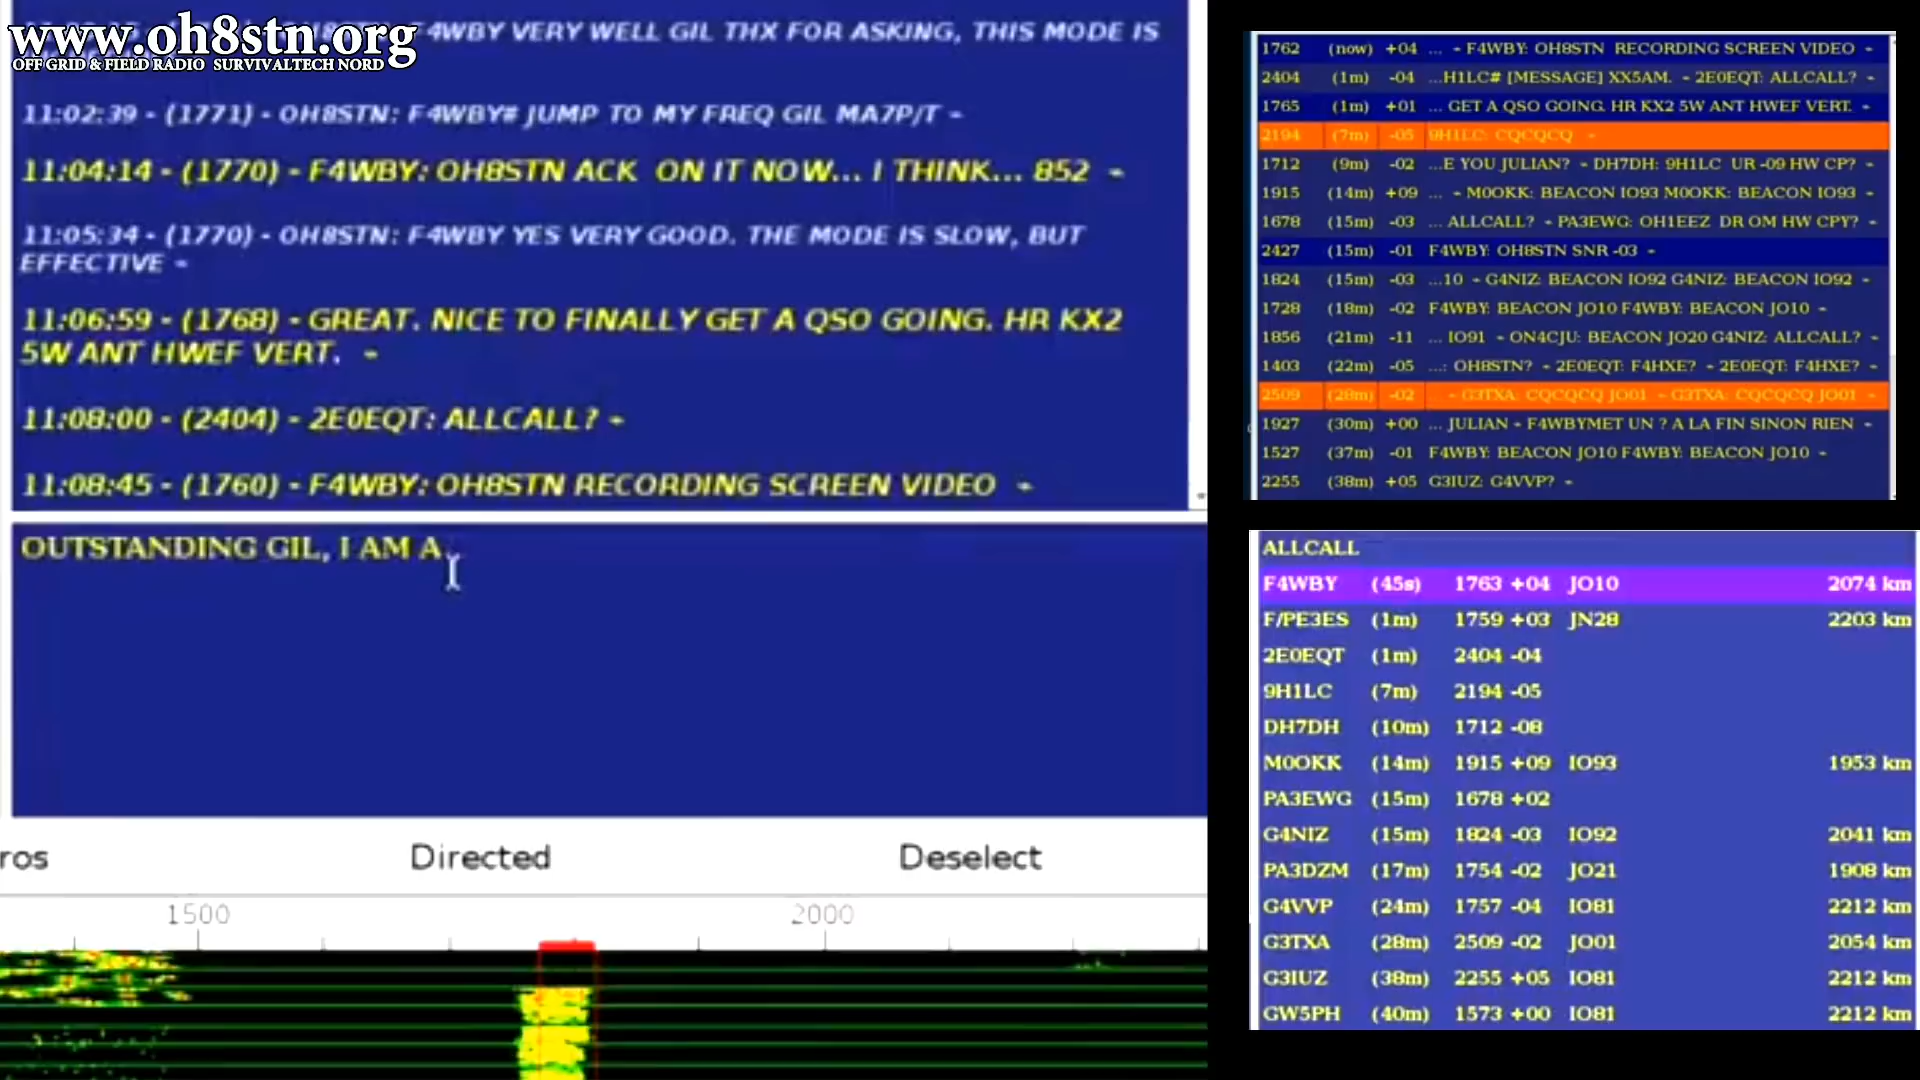 www.oh8stn.org
OFF GRID & FIELD RADIO SURVIVALTECH NORD
F4WBY VERY WELL GIL THX FOR ASKING, THIS MODE IS
11:02:39 - (1771) - OH8STN: F4WBY# JUMP TO MY FREQ GIL MA7P/T -
11:04:14 - (1770) - F4WBY: OH8STN ACK ON IT NOW... I THINK... 852 -
11:05:34 - (1770) - OH8STN: F4WBY YES VERY GOOD. THE MODE IS SLOW, BUT
EFFECTIVE -
11:06:59 - (1768) - GREAT. NICE TO FINALLY GET A QSO GOING. HR KX2
5W ANT HWEF VERT. -
11:08:00 - (2404) - 2E0EQT: ALLCALL? -
11:08:45 - (1760) - F4WBY: OH8STN RECORDING SCREEN VIDEO -
OUTSTANDING GIL, I AM A
ros Directed Deselect
1500 2000
1762 (now) +04 ... - F4WBY: OH8STN RECORDING SCREEN VIDEO -
2404 (1m) -04 ...H1LC# [MESSAGE] XX5AM. - 2E0EQT: ALLCALL? -
1765 (1m) +01 ... GET A QSO GOING. HR KX2 5W ANT HWEF VERT. -
2194 (7m) -05 9H1LC: CQCQCQ -
1712 (9m) -02 ...E YOU JULIAN? - DH7DH: 9H1LC UR -09 HW CP? -
1915 (14m) +09 ... - M0OKK: BEACON IO93 M0OKK: BEACON IO93 -
1678 (15m) -03 ... ALLCALL? - PA3EWG: OH1EEZ DR OM HW CPY? -
2427 (15m) -01 F4WBY: OH8STN SNR -03 -
1824 (15m) -03 ...10 - G4NIZ: BEACON IO92 G4NIZ: BEACON IO92 -
1728 (18m) -02 F4WBY: BEACON JO10 F4WBY: BEACON JO10 -
1856 (21m) -11 ... IO91 - ON4CJU: BEACON JO20 G4NIZ: ALLCALL? -
1403 (22m) -05 ...: OH8STN? - 2E0EQT: F4HXE? - 2E0EQT: F4HXE? -
2509 (28m) -02 - G3TXA: CQCQCQ JO01 - G3TXA: CQCQCQ JO01 -
1927 (30m) +00 ... JULIAN - F4WBYMET UN ? A LA FIN SINON RIEN -
1527 (37m) -01 F4WBY: BEACON JO10 F4WBY: BEACON JO10 -
2255 (38m) +05 G3IUZ: G4VVP? -
ALLCALL
F4WBY (45s) 1763 +04 JO10 2074 km
F/PE3ES (1m) 1759 +03 JN28 2203 km
2E0EQT (1m) 2404 -04
9H1LC (7m) 2194 -05
DH7DH (10m) 1712 -08
M0OKK (14m) 1915 +09 IO93 1953 km
PA3EWG (15m) 1678 +02
G4NIZ (15m) 1824 -03 IO92 2041 km
PA3DZM (17m) 1754 -02 JO21 1908 km
G4VVP (24m) 1757 -04 IO81 2212 km
G3TXA (28m) 2509 -02 JO01 2054 km
G3IUZ (38m) 2255 +05 IO81 2212 km
GW5PH (40m) 1573 +00 IO81 2212 km